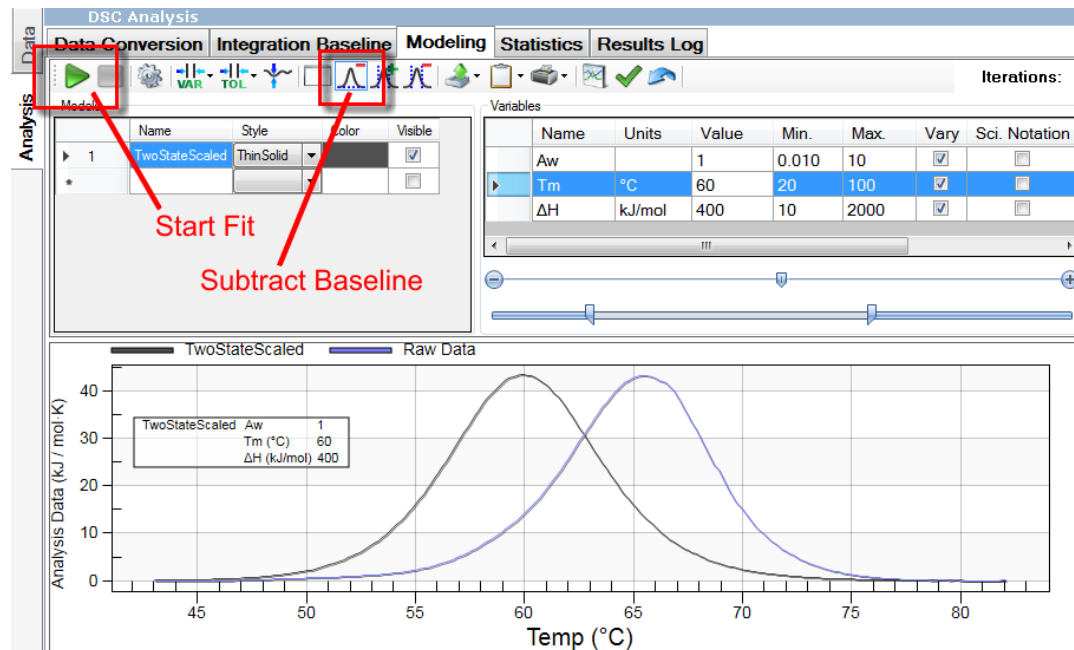 DSC Analysis
Data
Analysis
Data Conversion Integration Baseline Modeling Statistics Results Log
VAR TOL Iterations:
Models
Name Style Color Visible
1 TwoStateScaled ThinSolid
*
Start Fit
Subtract Baseline
Variables
Name Units Value Min. Max. Vary Sci. Notation
Aw 1 0.010 10
Tm °C 60 20 100
ΔH kJ/mol 400 10 2000
TwoStateScaled Raw Data
TwoStateScaled Aw 1
Tm (°C) 60
ΔH (kJ/mol) 400
Analysis Data (kJ / mol·K)
40
30
20
10
0
45 50 55 60 65 70 75 80
Temp (°C)